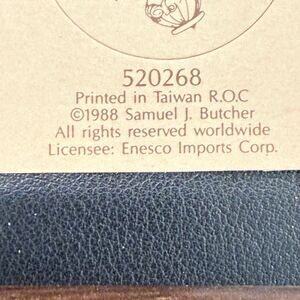 520268
Printed in Taiwan R.O.C
©1988 Samuel J. Butcher
All rights reserved worldwide
Licensee: Enesco Imports Corp.